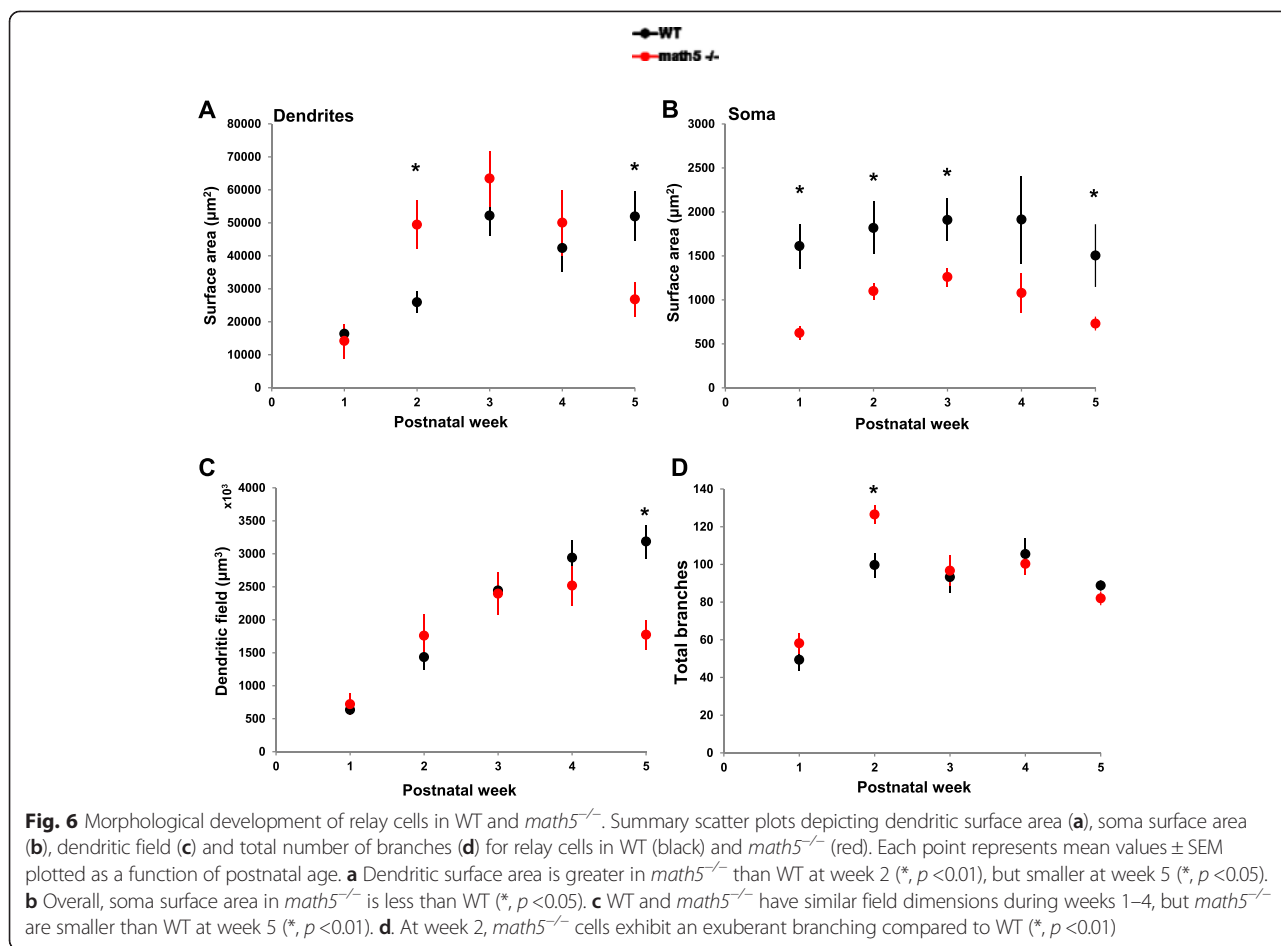 WT
math5 -/-
A Dendrites
80000
70000
60000
50000
40000
30000
20000
10000
0
Surface area (µm²)
0 1 2 3 4 5
* *
Postnatal week
B Soma
3000
2500
2000
1500
1000
500
0
Surface area (µm²)
0 1 2 3 4 5
* * * *
Postnatal week
C
x10³
4000
3500
3000
2500
2000
1500
1000
500
0
Dendritic field (µm³)
0 1 2 3 4 5
*
Postnatal week
D
140
120
100
80
60
40
20
0
Total branches
0 1 2 3 4 5
*
Postnatal week
Fig. 6 Morphological development of relay cells in WT and math5⁻/⁻. Summary scatter plots depicting dendritic surface area (a), soma surface area
(b), dendritic field (c) and total number of branches (d) for relay cells in WT (black) and math5⁻/⁻ (red). Each point represents mean values ± SEM
plotted as a function of postnatal age. a Dendritic surface area is greater in math5⁻/⁻ than WT at week 2 (*, p <0.01), but smaller at week 5 (*, p <0.05).
b Overall, soma surface area in math5⁻/⁻ is less than WT (*, p <0.05). c WT and math5⁻/⁻ have similar field dimensions during weeks 1–4, but math5⁻/⁻
are smaller than WT at week 5 (*, p <0.01). d. At week 2, math5⁻/⁻ cells exhibit an exuberant branching compared to WT (*, p <0.01)